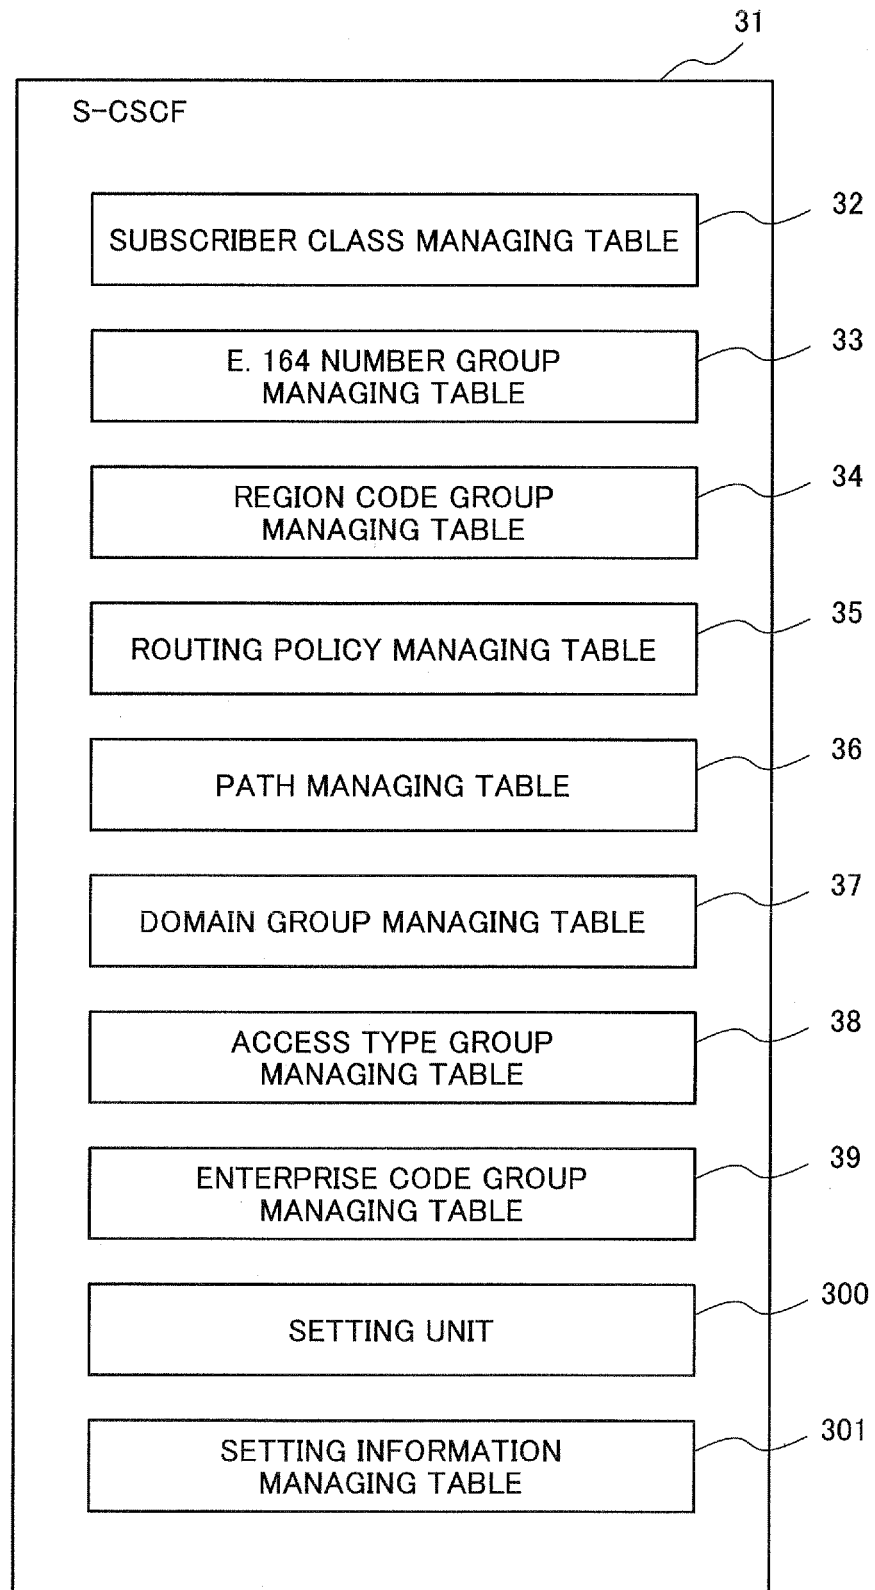 31
S-CSCF
SUBSCRIBER CLASS MANAGING TABLE
32
E. 164 NUMBER GROUP
MANAGING TABLE
33
REGION CODE GROUP
MANAGING TABLE
34
ROUTING POLICY MANAGING TABLE
35
PATH MANAGING TABLE
36
DOMAIN GROUP MANAGING TABLE
37
ACCESS TYPE GROUP
MANAGING TABLE
38
ENTERPRISE CODE GROUP
MANAGING TABLE
39
SETTING UNIT
300
SETTING INFORMATION
MANAGING TABLE
301